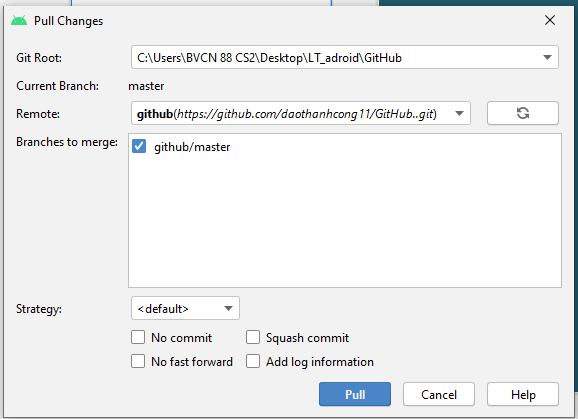 Pull Changes
Git Root: C:\Users\BVCN 88 CS2\Desktop\LT_adroid\GitHub
Current Branch: master
Remote: github(https://github.com/daothanhcong11/GitHub..git)
Branches to merge: github/master
Strategy: <default>
No commit Squash commit
No fast forward Add log information
Pull Cancel Help